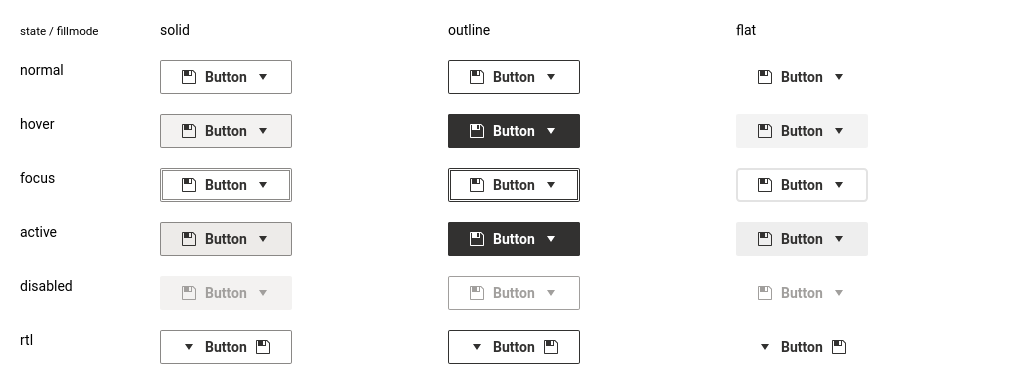 state / fillmode solid outline flat
normal Button Button Button
hover Button Button Button
focus Button Button Button
active Button Button Button
disabled Button Button Button
rtl Button Button Button